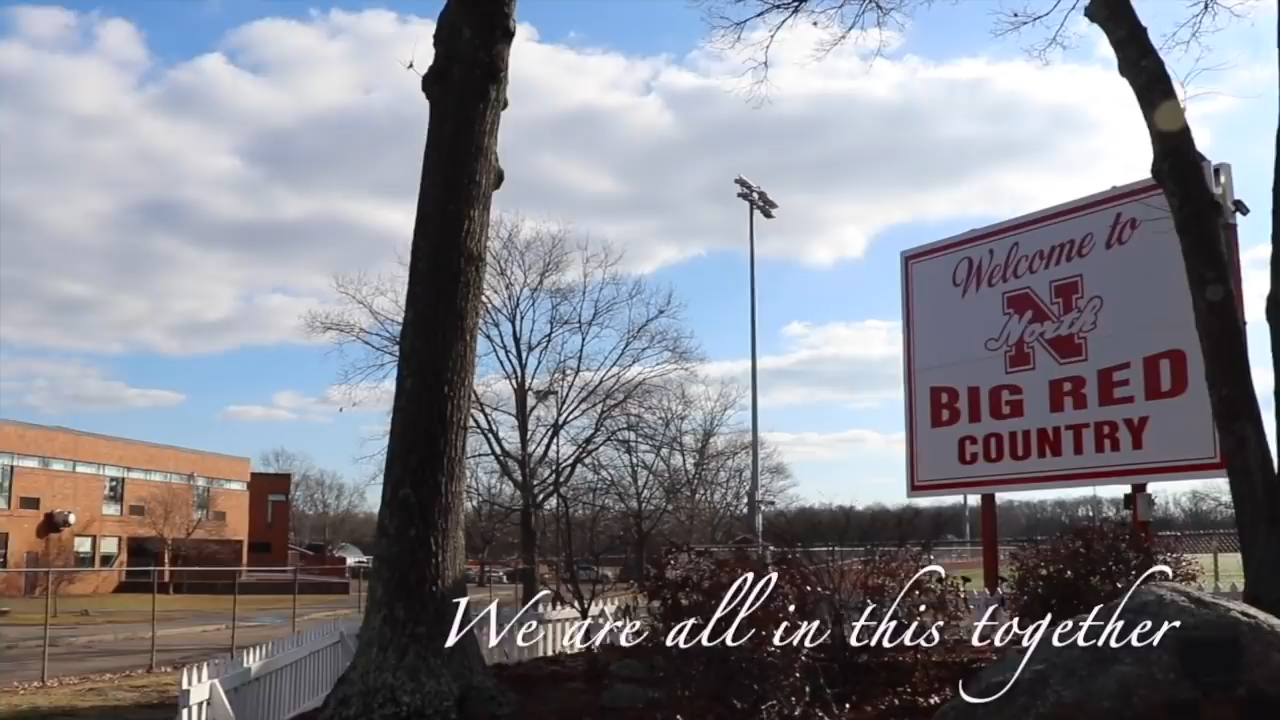 Welcome to
N
North
BIG RED
COUNTRY
We are all in this together